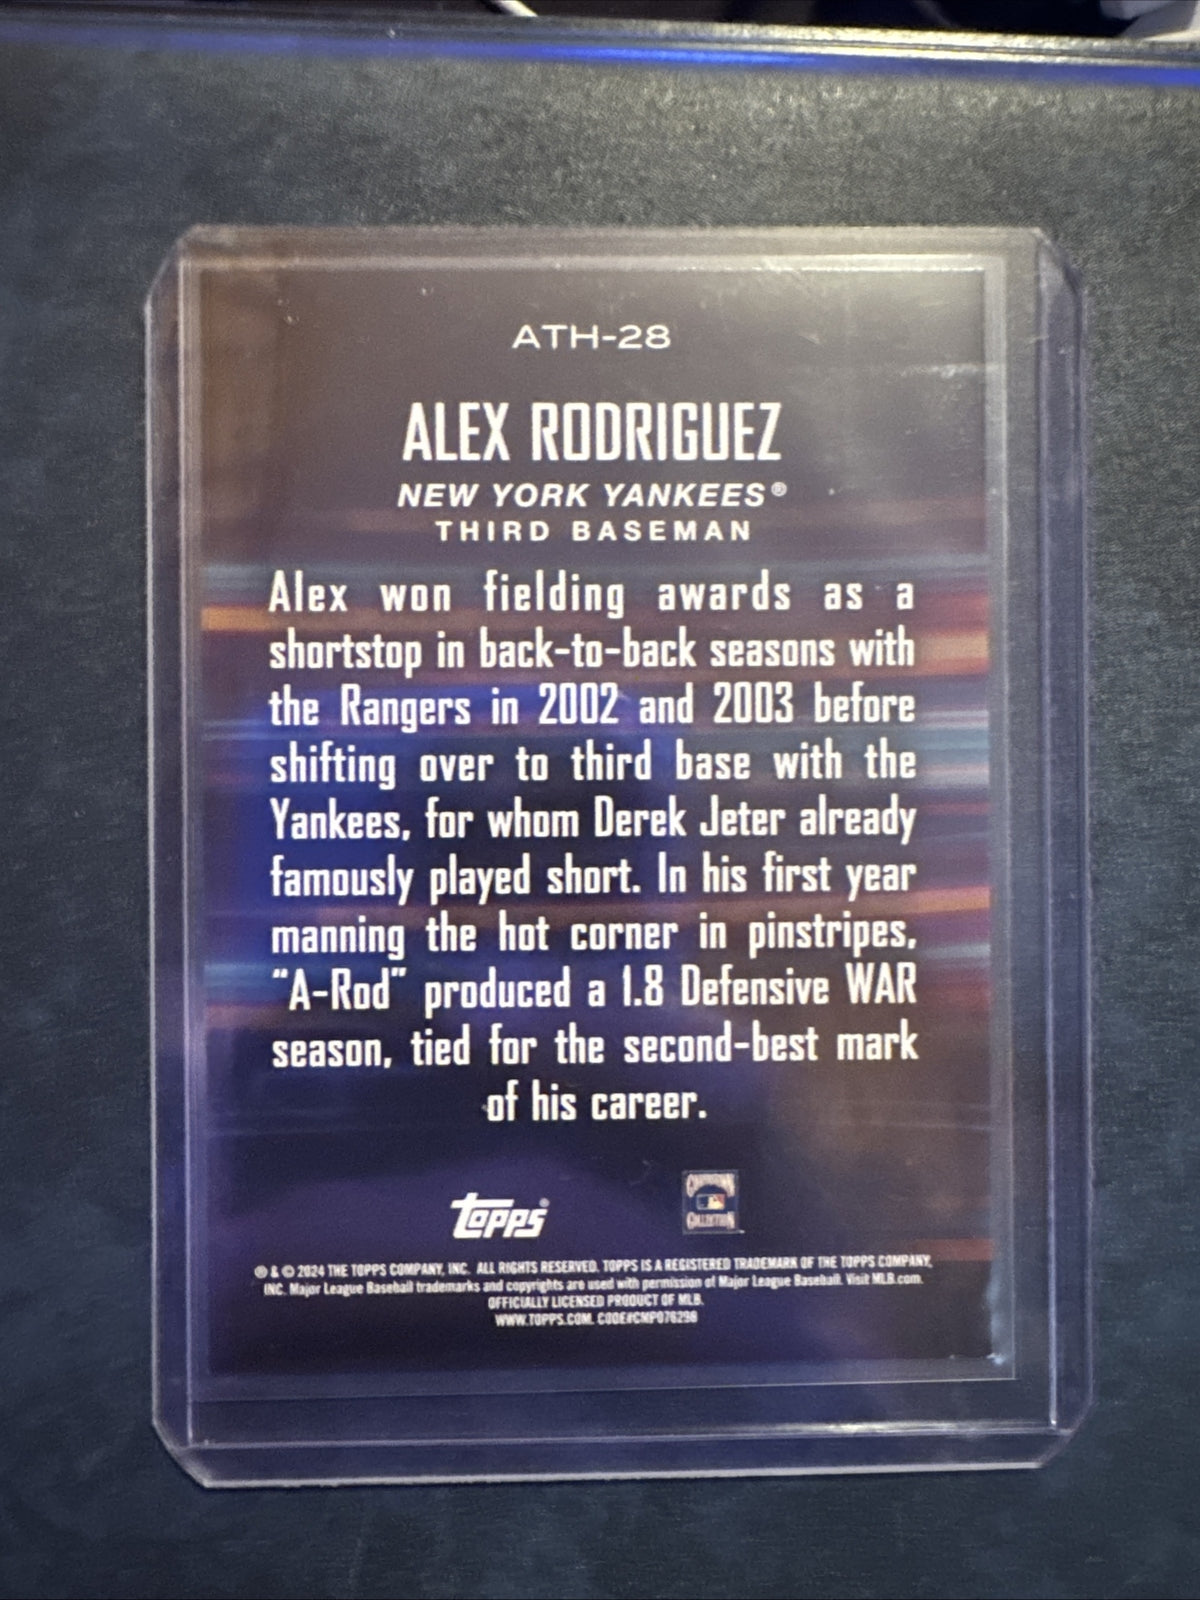 ATH-28
ALEX RODRIGUEZ
NEW YORK YANKEES®
THIRD BASEMAN
Alex won fielding awards as a
shortstop in back-to-back seasons with
the Rangers in 2002 and 2003 before
shifting over to third base with the
Yankees, for whom Derek Jeter already
famously played short. In his first year
manning the hot corner in pinstripes,
"A-Rod" produced a 1.8 Defensive WAR
season, tied for the second-best mark
of his career.
topps®
COOPERSTOWN
COLLECTION
® & © 2024 THE TOPPS COMPANY, INC. ALL RIGHTS RESERVED. TOPPS IS A REGISTERED TRADEMARK OF THE TOPPS COMPANY,
INC. Major League Baseball trademarks and copyrights are used with permission of Major League Baseball. Visit MLB.com.
OFFICIALLY LICENSED PRODUCT OF MLB.
WWW.TOPPS.COM. CODE#CMP076298